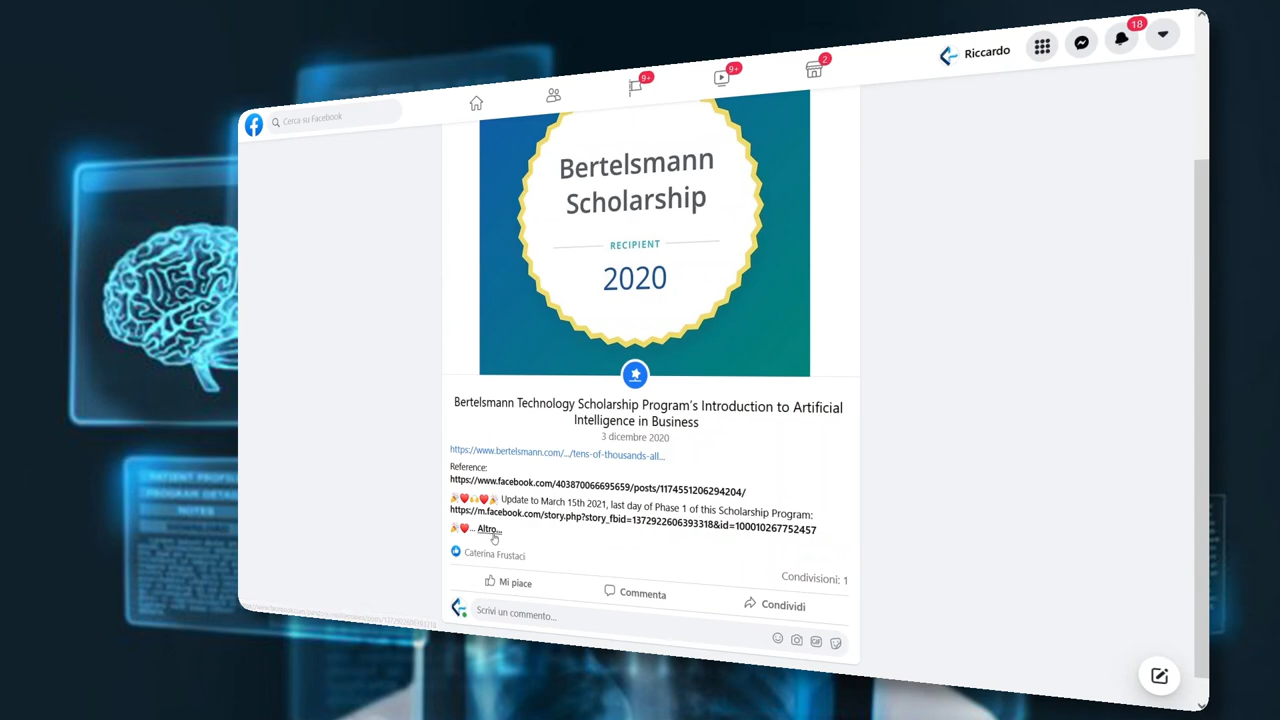 Cerca su Facebook
9+
9+
2
Riccardo
18
Bertelsmann
Scholarship
RECIPIENT
2020
Bertelsmann Technology Scholarship Program's Introduction to Artificial
Intelligence in Business
3 dicembre 2020
https://www.bertelsmann.com/.../tens-of-thousands-all...
Reference:
https://www.facebook.com/403870066695659/posts/1174551206294204/
🎉❤️🙌❤️🎉 Update to March 15th 2021, last day of Phase 1 of this Scholarship Program:
https://m.facebook.com/story.php?story_fbid=1372922606393318&id=100010267752457
🎉❤️... Altro...
Caterina Frustaci
Condivisioni: 1
Mi piace
Commenta
Condividi
Scrivi un commento...
GIF
PROGRAM DETA
NOTES